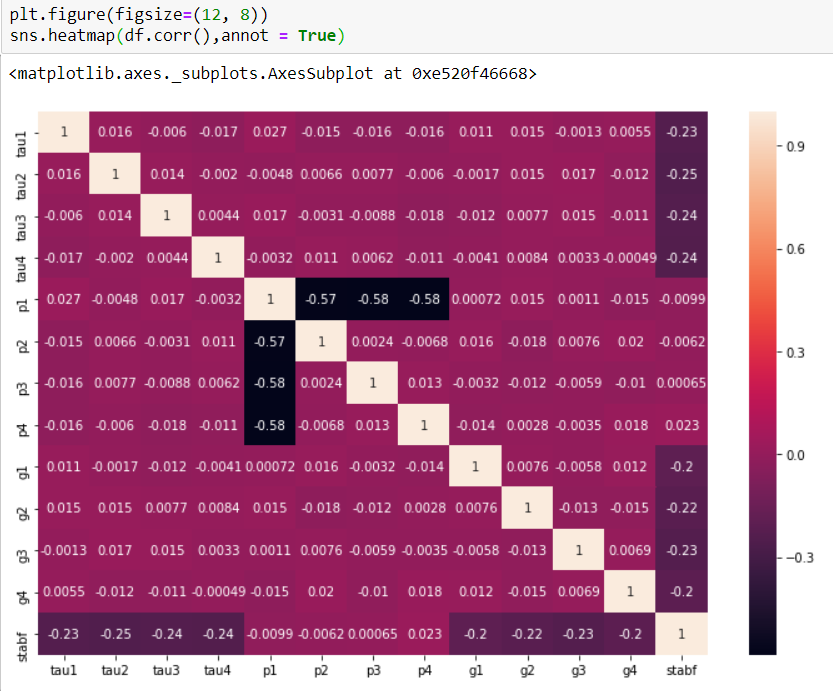 plt.figure(figsize=(12, 8))
sns.heatmap(df.corr(),annot = True)
<matplotlib.axes._subplots.AxesSubplot at 0xe520f46668>
tau1 1 0.016 -0.006 -0.017 0.027 -0.015 -0.016 -0.016 0.011 0.015 -0.0013 0.0055 -0.23
tau2 0.016 1 0.014 -0.002 -0.0048 0.0066 0.0077 -0.006 -0.0017 0.015 0.017 -0.012 -0.25
tau3 -0.006 0.014 1 0.0044 0.017 -0.0031 -0.0088 -0.018 -0.012 0.0077 0.015 -0.011 -0.24
tau4 -0.017 -0.002 0.0044 1 -0.0032 0.011 0.0062 -0.011 -0.0041 0.0084 0.0033 -0.00049 -0.24
p1 0.027 -0.0048 0.017 -0.0032 1 -0.57 -0.58 -0.58 0.00072 0.015 0.0011 -0.015 -0.0099
p2 -0.015 0.0066 -0.0031 0.011 -0.57 1 0.0024 -0.0068 0.016 -0.018 0.0076 0.02 -0.0062
p3 -0.016 0.0077 -0.0088 0.0062 -0.58 0.0024 1 0.013 -0.0032 -0.012 -0.0059 -0.01 0.00065
p4 -0.016 -0.006 -0.018 -0.011 -0.58 -0.0068 0.013 1 -0.014 0.0028 -0.0035 0.018 0.023
g1 0.011 -0.0017 -0.012 -0.0041 0.00072 0.016 -0.0032 -0.014 1 0.0076 -0.0058 0.012 -0.2
g2 0.015 0.015 0.0077 0.0084 0.015 -0.018 -0.012 0.0028 0.0076 1 -0.013 -0.015 -0.22
g3 -0.0013 0.017 0.015 0.0033 0.0011 0.0076 -0.0059 -0.0035 -0.0058 -0.013 1 0.0069 -0.23
g4 0.0055 -0.012 -0.011 -0.00049 -0.015 0.02 -0.01 0.018 0.012 -0.015 0.0069 1 -0.2
stabf -0.23 -0.25 -0.24 -0.24 -0.0099 -0.0062 0.00065 0.023 -0.2 -0.22 -0.23 -0.2 1
tau1 tau2 tau3 tau4 p1 p2 p3 p4 g1 g2 g3 g4 stabf
0.9
0.6
0.3
0.0
−0.3